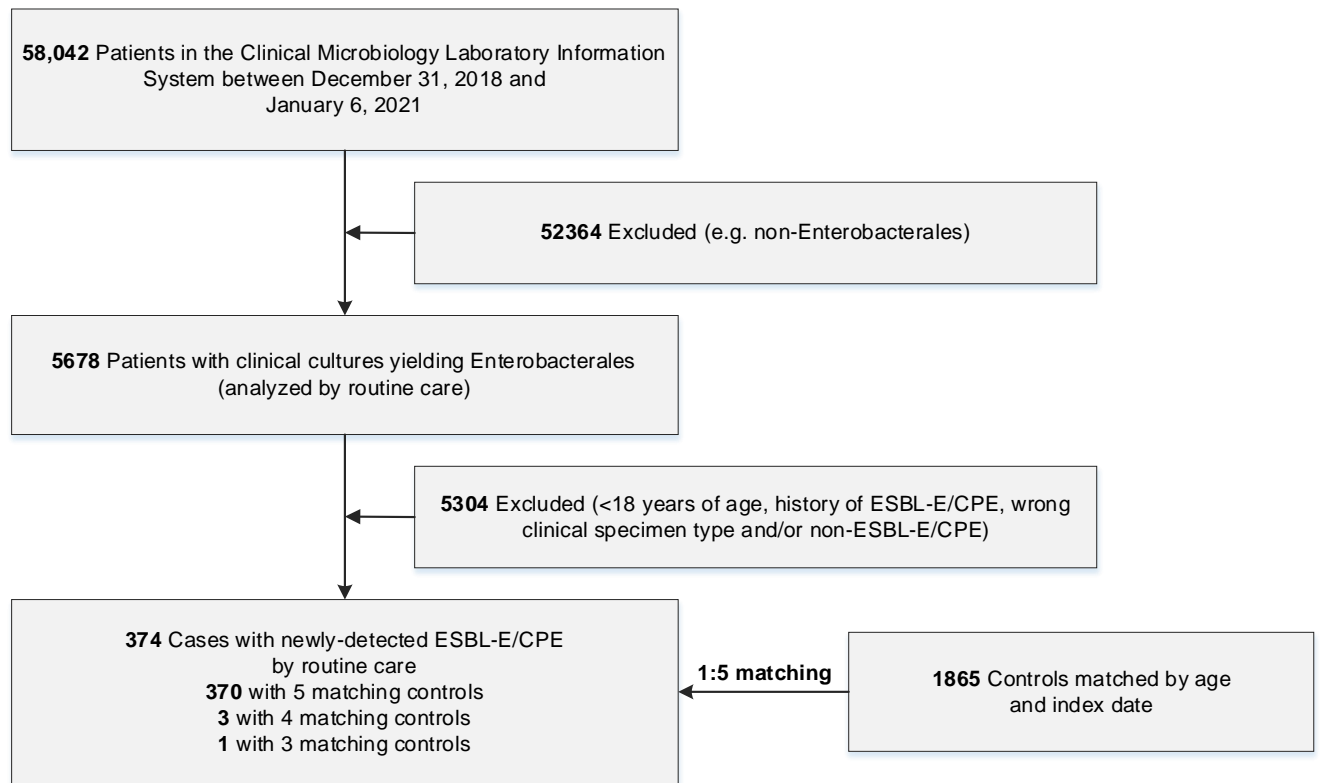 58,042 Patients in the Clinical Microbiology Laboratory Information
System between December 31, 2018 and
January 6, 2021
52364 Excluded (e.g. non-Enterobacterales)
5678 Patients with clinical cultures yielding Enterobacterales
(analyzed by routine care)
5304 Excluded (<18 years of age, history of ESBL-E/CPE, wrong
clinical specimen type and/or non-ESBL-E/CPE)
374 Cases with newly-detected ESBL-E/CPE
by routine care
370 with 5 matching controls
3 with 4 matching controls
1 with 3 matching controls
1:5 matching
1865 Controls matched by age
and index date